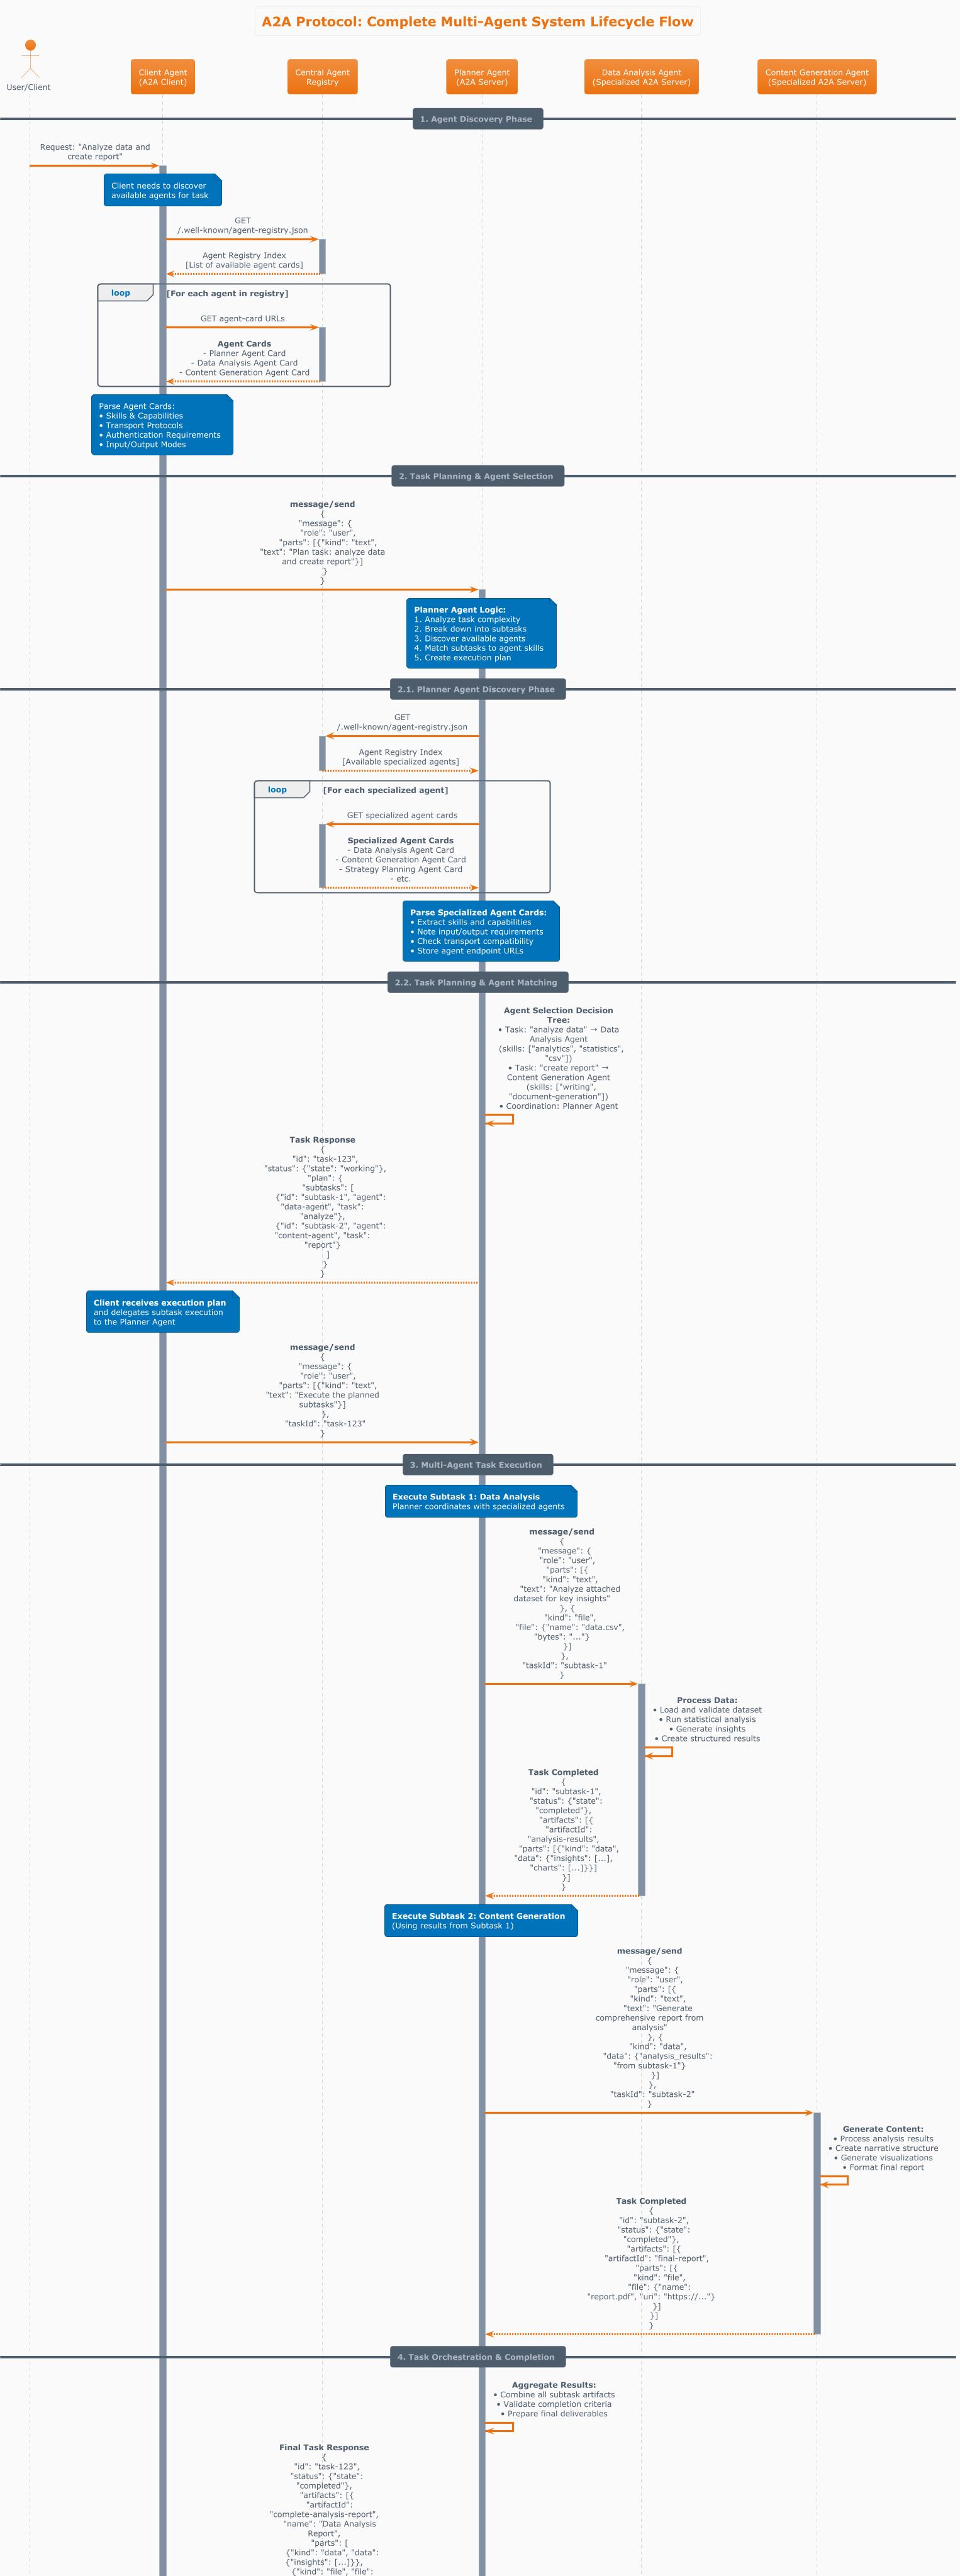 A2A Protocol: Complete Multi-Agent System Lifecycle Flow
User/Client
Client Agent
(A2A Client)
Central Agent
Registry
Planner Agent
(A2A Server)
Data Analysis Agent
(Specialized A2A Server)
Content Generation Agent
(Specialized A2A Server)
1. Agent Discovery Phase
Request: "Analyze data and
create report"
Client needs to discover
available agents for task
GET
/.well-known/agent-registry.json
Agent Registry Index
[List of available agent cards]
loop
[For each agent in registry]
GET agent-card URLs
Agent Cards
- Planner Agent Card
- Data Analysis Agent Card
- Content Generation Agent Card
Parse Agent Cards:
• Skills & Capabilities
• Transport Protocols
• Authentication Requirements
• Input/Output Modes
2. Task Planning & Agent Selection
message/send
{
"message": {
"role": "user",
"parts": [{"kind": "text",
"text": "Plan task: analyze data
and create report"}]
}
}
Planner Agent Logic:
1. Analyze task complexity
2. Break down into subtasks
3. Discover available agents
4. Match subtasks to agent skills
5. Create execution plan
2.1. Planner Agent Discovery Phase
GET
/.well-known/agent-registry.json
Agent Registry Index
[Available specialized agents]
loop
[For each specialized agent]
GET specialized agent cards
Specialized Agent Cards
- Data Analysis Agent Card
- Content Generation Agent Card
- Strategy Planning Agent Card
- etc.
Parse Specialized Agent Cards:
• Extract skills and capabilities
• Note input/output requirements
• Check transport compatibility
• Store agent endpoint URLs
2.2. Task Planning & Agent Matching
Agent Selection Decision
Tree:
• Task: "analyze data" → Data
Analysis Agent
(skills: ["analytics", "statistics",
"csv"])
• Task: "create report" →
Content Generation Agent
(skills: ["writing",
"document-generation"])
• Coordination: Planner Agent
Task Response
{
"id": "task-123",
"status": {"state": "working"},
"plan": {
"subtasks": [
{"id": "subtask-1", "agent":
"data-agent", "task":
"analyze"},
{"id": "subtask-2", "agent":
"content-agent", "task":
"report"}
]
}
}
Client receives execution plan
and delegates subtask execution
to the Planner Agent
message/send
{
"message": {
"role": "user",
"parts": [{"kind": "text",
"text": "Execute the planned
subtasks"}]
},
"taskId": "task-123"
}
3. Multi-Agent Task Execution
Execute Subtask 1: Data Analysis
Planner coordinates with specialized agents
message/send
{
"message": {
"role": "user",
"parts": [{
"kind": "text",
"text": "Analyze attached
dataset for key insights"
}, {
"kind": "file",
"file": {"name": "data.csv",
"bytes": "..."}
}]
},
"taskId": "subtask-1"
}
Process Data:
• Load and validate dataset
• Run statistical analysis
• Generate insights
• Create structured results
Task Completed
{
"id": "subtask-1",
"status": {"state":
"completed"},
"artifacts": [{
"artifactId":
"analysis-results",
"parts": [{"kind": "data",
"data": {"insights": [...],
"charts": [...]}}]
}]
}
Execute Subtask 2: Content Generation
(Using results from Subtask 1)
message/send
{
"message": {
"role": "user",
"parts": [{
"kind": "text",
"text": "Generate
comprehensive report from
analysis"
}, {
"kind": "data",
"data": {"analysis_results":
"from subtask-1"}
}]
},
"taskId": "subtask-2"
}
Generate Content:
• Process analysis results
• Create narrative structure
• Generate visualizations
• Format final report
Task Completed
{
"id": "subtask-2",
"status": {"state":
"completed"},
"artifacts": [{
"artifactId": "final-report",
"parts": [{
"kind": "file",
"file": {"name":
"report.pdf", "uri": "https://..."}
}]
}]
}
4. Task Orchestration & Completion
Aggregate Results:
• Combine all subtask artifacts
• Validate completion criteria
• Prepare final deliverables
Final Task Response
{
"id": "task-123",
"status": {"state":
"completed"},
"artifacts": [{
"artifactId":
"complete-analysis-report",
"name": "Data Analysis
Report",
"parts": [
{"kind": "data", "data":
{"insights": [...]}},
{"kind": "file", "file":